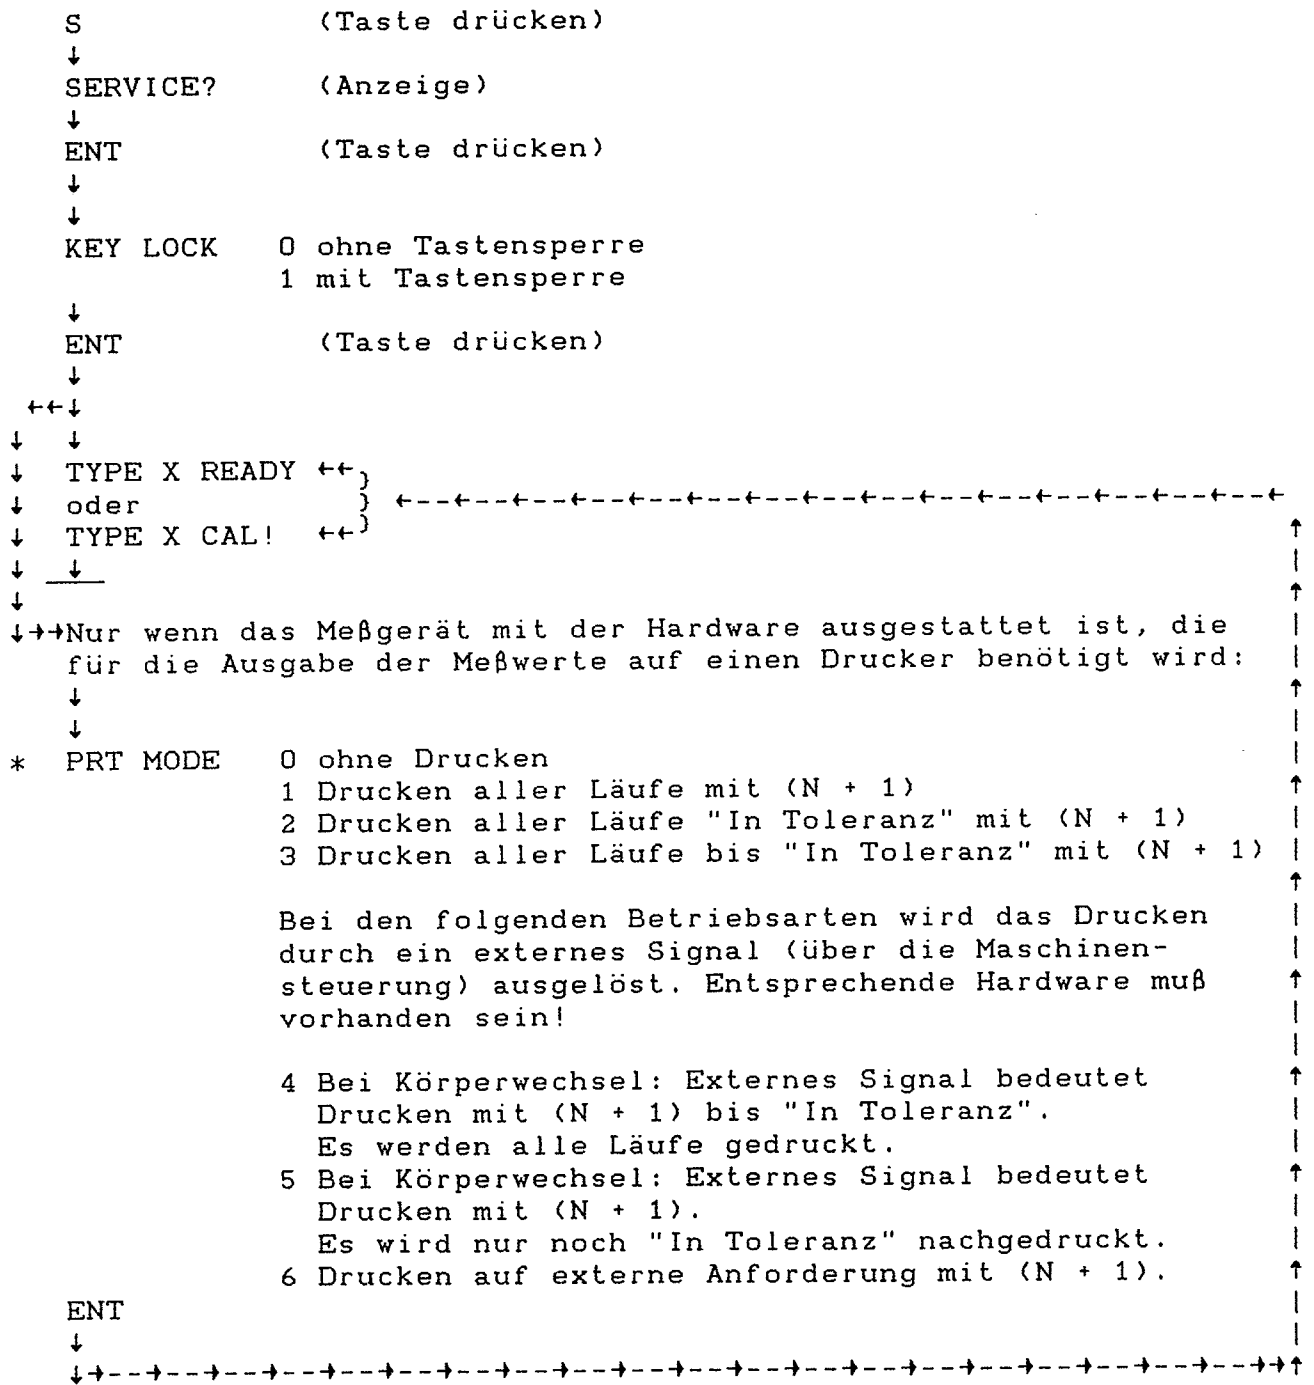 S (Taste drücken)
↓
SERVICE? (Anzeige)
↓
ENT (Taste drücken)
↓
↓
KEY LOCK 0 ohne Tastensperre
1 mit Tastensperre
↓
ENT (Taste drücken)
↓
←←↓
↓ ↓
↓ TYPE X READY ←←}
↓ oder } ←--←--←--←--←--←--←--←--←--←--←--←--←--←--←--←
↓ TYPE X CAL! ←←}
↓ ↓
↓
↓→→Nur wenn das Meßgerät mit der Hardware ausgestattet ist, die
für die Ausgabe der Meßwerte auf einen Drucker benötigt wird:
↓
↓
* PRT MODE 0 ohne Drucken
1 Drucken aller Läufe mit (N + 1)
2 Drucken aller Läufe "In Toleranz" mit (N + 1)
3 Drucken aller Läufe bis "In Toleranz" mit (N + 1)
Bei den folgenden Betriebsarten wird das Drucken
durch ein externes Signal (über die Maschinen-
steuerung) ausgelöst. Entsprechende Hardware muß
vorhanden sein!
4 Bei Körperwechsel: Externes Signal bedeutet
Drucken mit (N + 1) bis "In Toleranz".
Es werden alle Läufe gedruckt.
5 Bei Körperwechsel: Externes Signal bedeutet
Drucken mit (N + 1).
Es wird nur noch "In Toleranz" nachgedruckt.
6 Drucken auf externe Anforderung mit (N + 1).
ENT
↓
↓→--→--→--→--→--→--→--→--→--→--→--→--→--→--→--→--→--→--→--→--→→↑